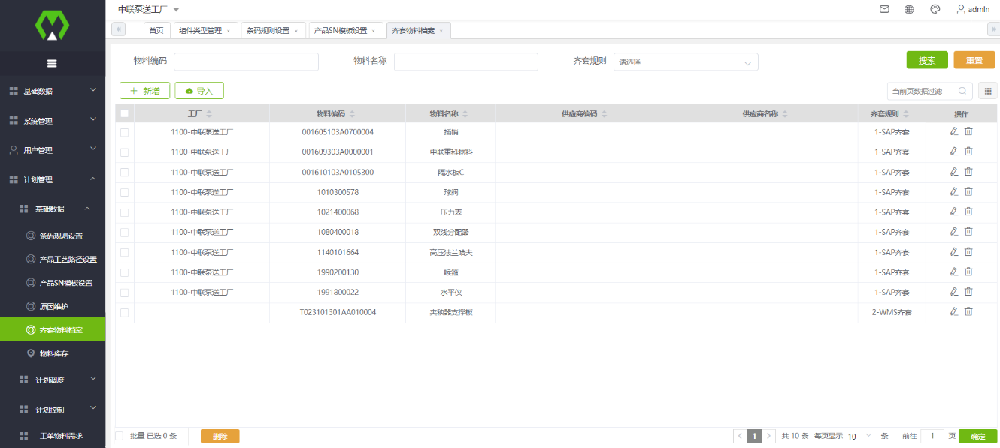 中联泵送工厂
admin
首页 组件类型管理 × 条码规则设置 × 产品SN模板设置 × 齐套物料档案 ×
物料编码 物料名称 齐套规则 请选择 搜索 重置
+ 新增 导入 当前页数据过滤
工厂 物料编码 物料名称 供应商编码 供应商名称 齐套规则 操作
1100-中联泵送工厂 001605103A0700004 插销 1-SAP齐套
1100-中联泵送工厂 001609303A0000001 中联重科物料 1-SAP齐套
1100-中联泵送工厂 001610103A0105300 隔水板C 1-SAP齐套
1100-中联泵送工厂 1010300578 球阀 1-SAP齐套
1100-中联泵送工厂 1021400068 压力表 1-SAP齐套
1100-中联泵送工厂 1080400018 双线分配器 1-SAP齐套
1100-中联泵送工厂 1140101664 高压法兰哈夫 1-SAP齐套
1100-中联泵送工厂 1990200130 喉箍 1-SAP齐套
1100-中联泵送工厂 1991800022 水平仪 1-SAP齐套
T023101301AA010004 夹秧器支撑板 2-WMS齐套
批量 已选 0 条 删除 1 共 10 条 每页显示 10 条 前往 1 页 确定
基础数据
系统管理
用户管理
计划管理
基础数据
条码规则设置
产品工艺路径设置
产品SN模板设置
原因维护
齐套物料档案
物料库存
计划调度
计划控制
工单物料需求